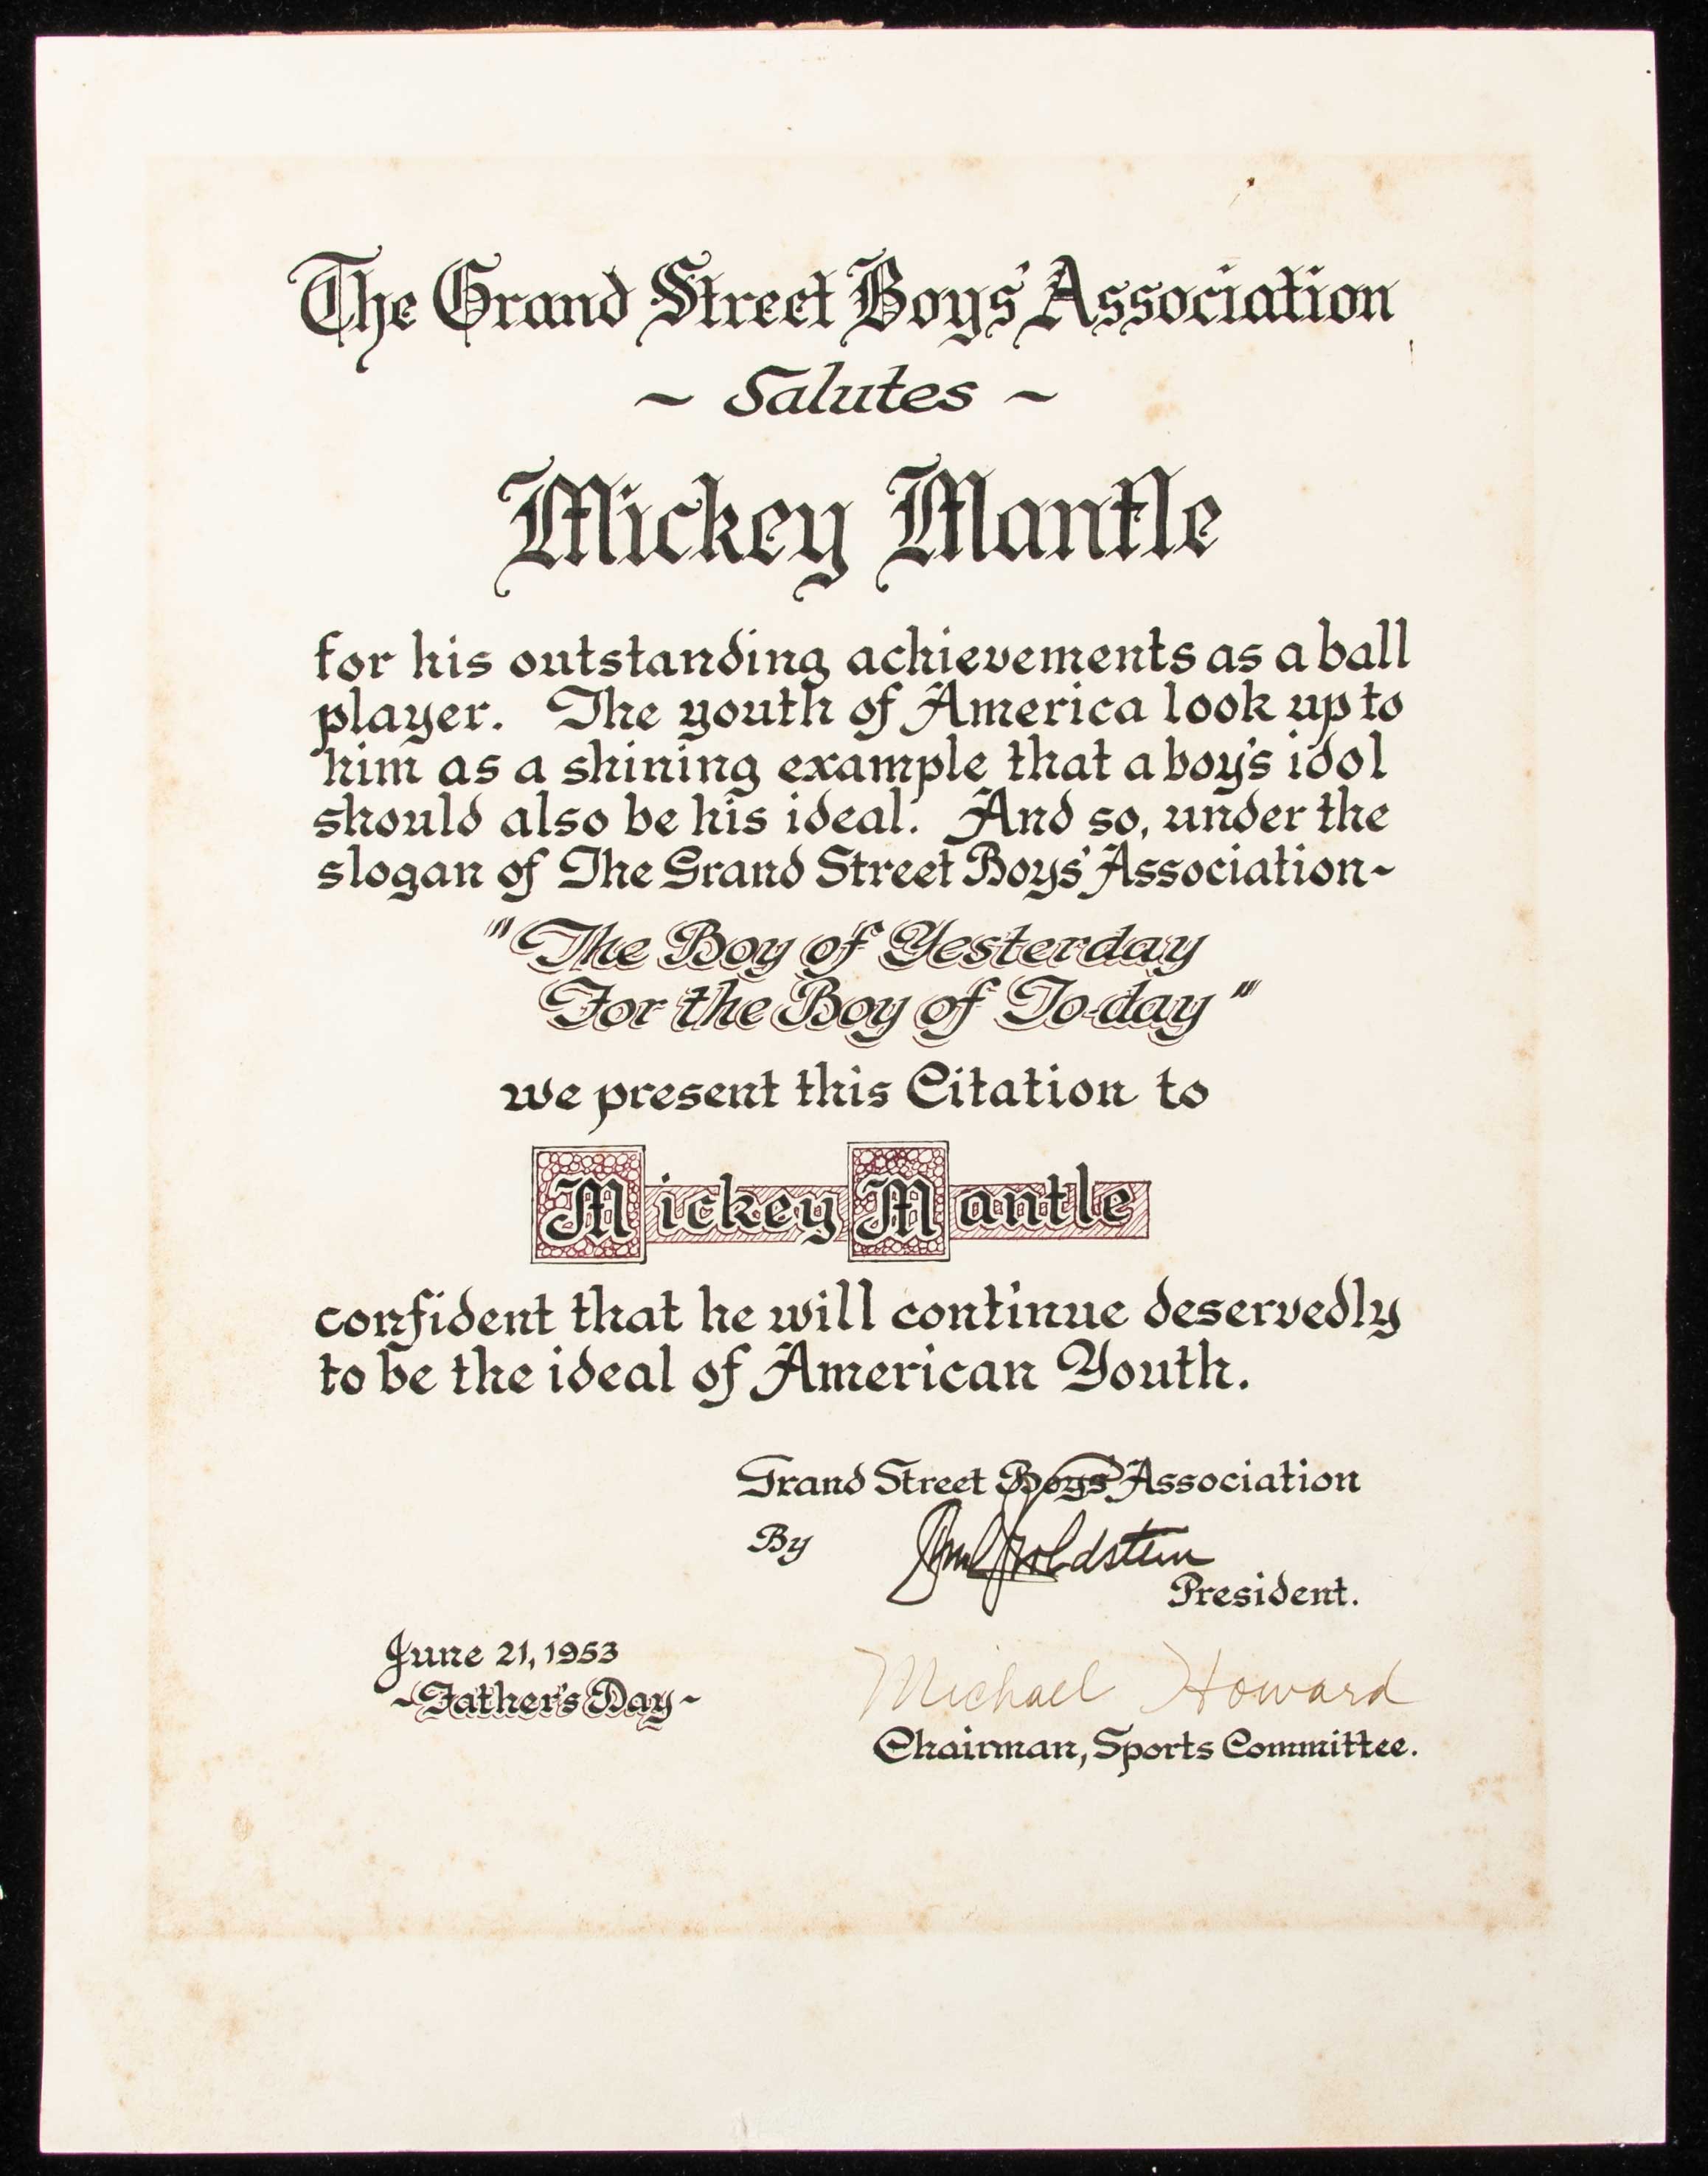 The Grand Street Boys' Association
~ Salutes ~
Mickey Mantle
for his outstanding achievements as a ball
player. The youth of America look up to
him as a shining example that a boy's idol
should also be his ideal. And so, under the
slogan of The Grand Street Boys' Association~
"The Boy of Yesterday
For the Boy of To-day"
we present this Citation to
Mickey Mantle
confident that he will continue deservedly
to be the ideal of American Youth.
Grand Street Boys' Association
By Goldstein
President.
June 21, 1953
~Father's Day~
Michael Howard
Chairman, Sports Committee.